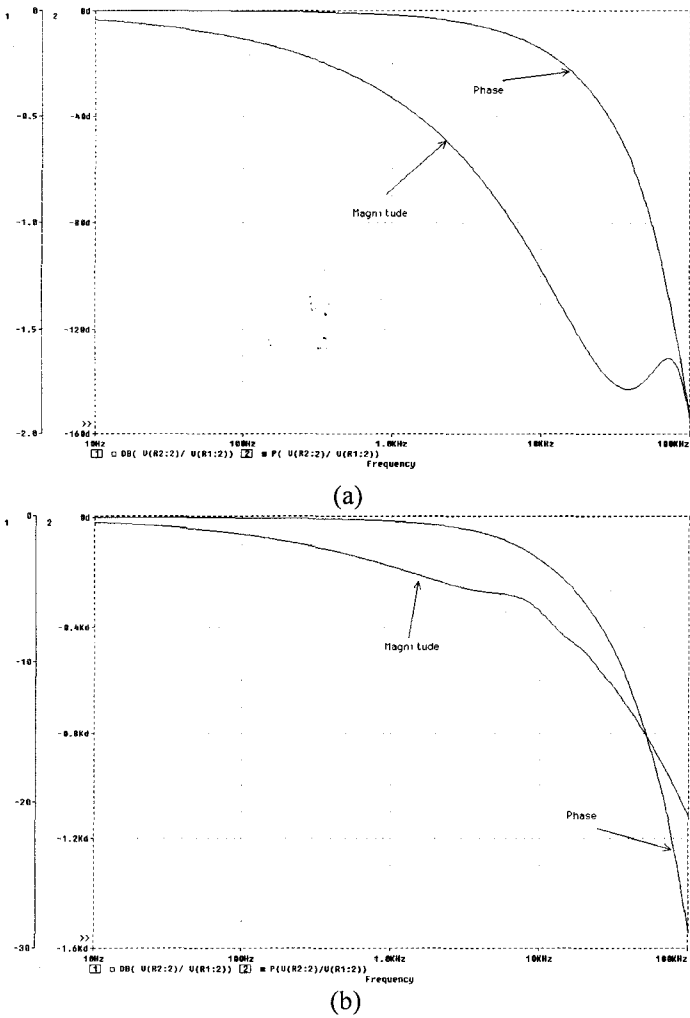 1 0 2 0d
Phase
-0.5 -40d
Magnitude
-1.0 -80d
-1.5 -120d
>>
-2.0 -160d
10Hz 100Hz 1.0KHz 10KHz 100KHz
1 □ DB( V(R2:2)/ V(R1:2)) 2 ■ P( V(R2:2)/ V(R1:2))
Frequency
(a)
1 0 2 0d
-0.4Kd
Magnitude
-10
-0.8Kd
-20
Phase
-1.2Kd
>>
-30 -1.6Kd
10Hz 100Hz 1.0KHz 10KHz 100KHz
1 □ DB( V(R2:2)/ V(R1:2)) 2 ■ P(V(R2:2)/V(R1:2))
Frequency
(b)